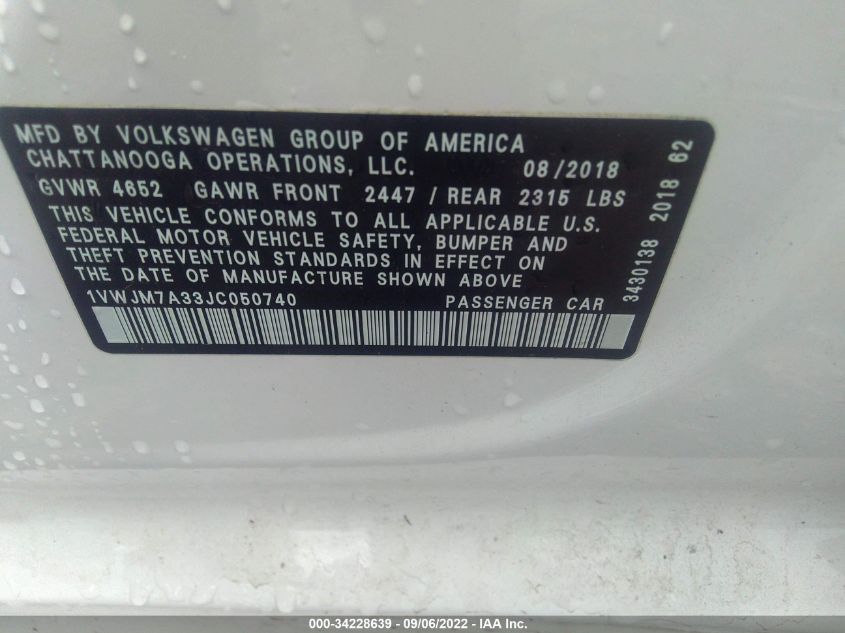 MFD BY VOLKSWAGEN GROUP OF AMERICA
CHATTANOOGA OPERATIONS, LLC. 08/2018
GVWR 4652 GAWR FRONT 2447 / REAR 2315 LBS
THIS VEHICLE CONFORMS TO ALL APPLICABLE U.S.
FEDERAL MOTOR VEHICLE SAFETY, BUMPER AND
THEFT PREVENTION STANDARDS IN EFFECT ON
THE DATE OF MANUFACTURE SHOWN ABOVE
1VWJM7A33JC050740 PASSENGER CAR
3430138 2018 62
000-34228639 - 09/06/2022 - IAA Inc.